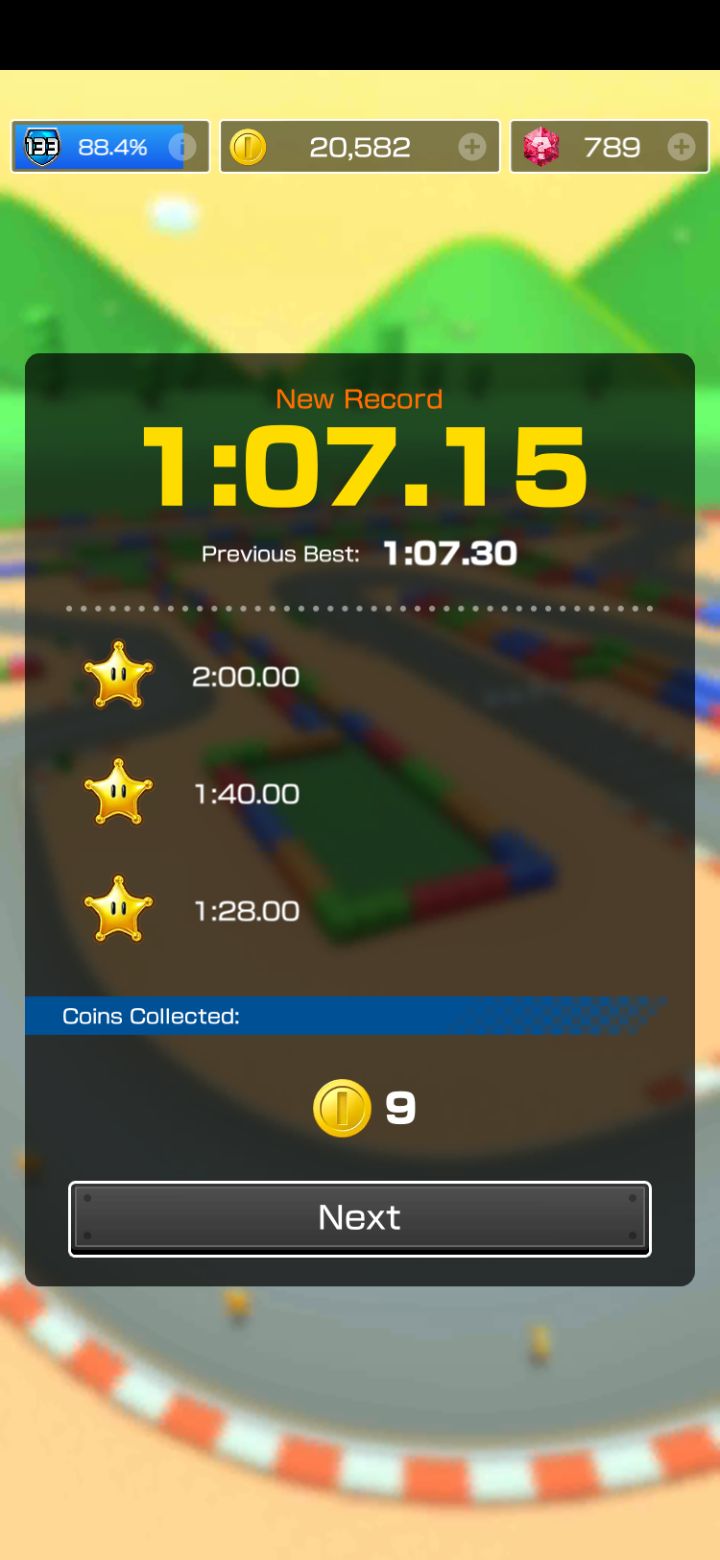 133 88.4% i 20,582 + ? 789 +
New Record
1:07.15
Previous Best: 1:07.30
2:00.00
1:40.00
1:28.00
Coins Collected:
9
Next